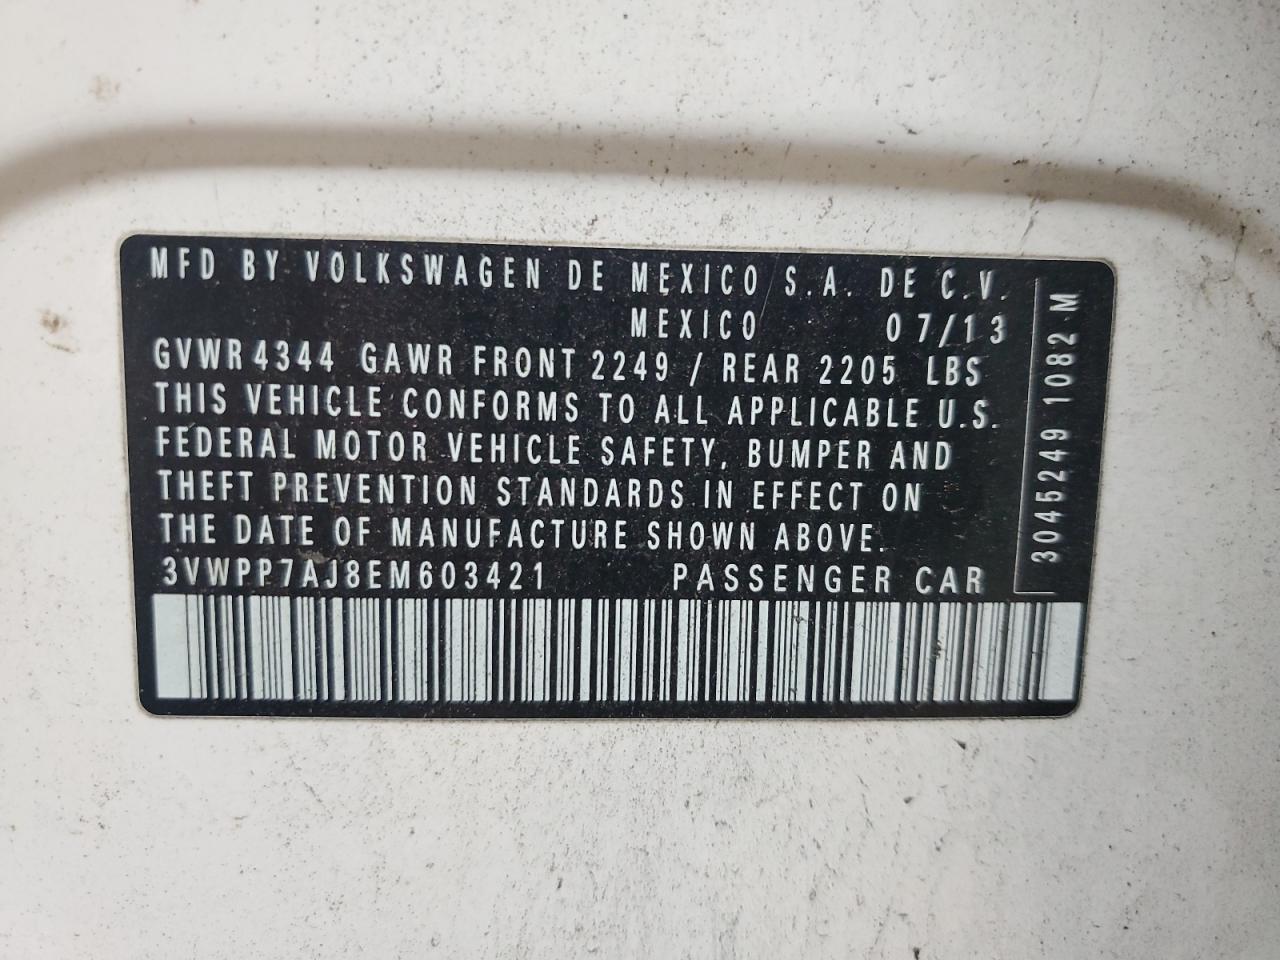 MFD BY VOLKSWAGEN DE MEXICO S.A. DE C.V.
MEXICO 07/13
GVWR 4344 GAWR FRONT 2249 / REAR 2205 LBS
THIS VEHICLE CONFORMS TO ALL APPLICABLE U.S.
FEDERAL MOTOR VEHICLE SAFETY, BUMPER AND
THEFT PREVENTION STANDARDS IN EFFECT ON
THE DATE OF MANUFACTURE SHOWN ABOVE.
3VWPP7AJ8EM603421 PASSENGER CAR
3045249 1082 M